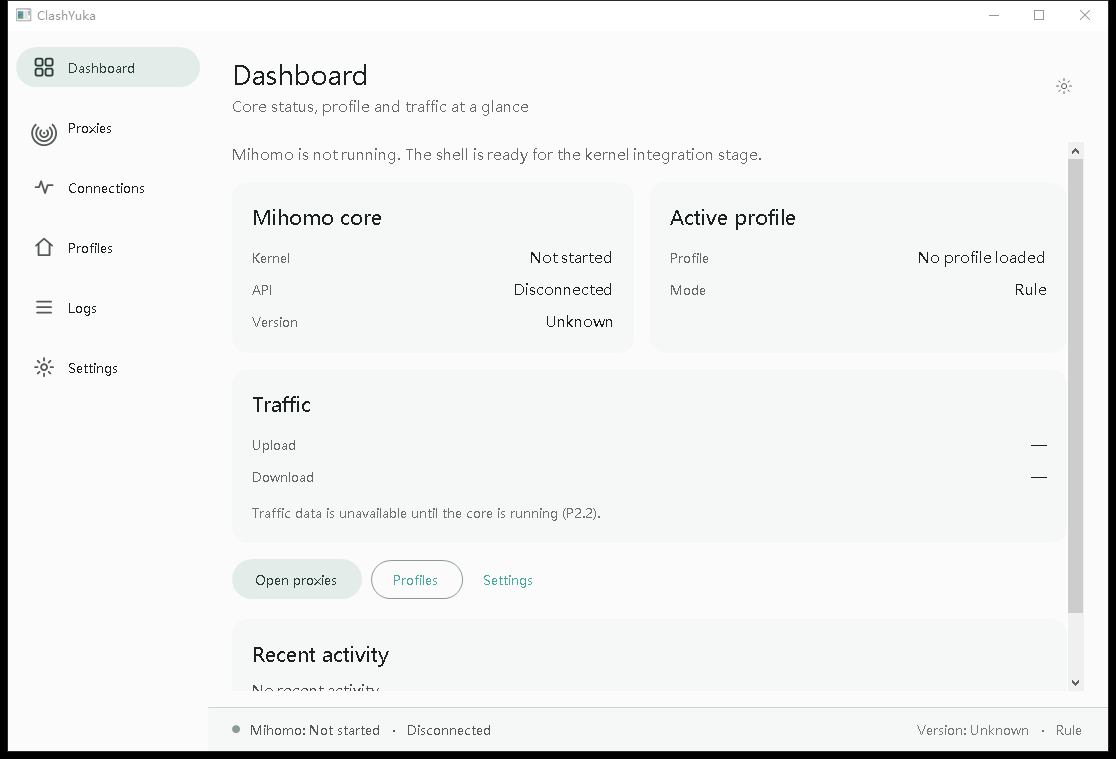 ClashYuka
Dashboard
Proxies
Connections
Profiles
Logs
Settings
Dashboard
Core status, profile and traffic at a glance
Mihomo is not running. The shell is ready for the kernel integration stage.
Mihomo core
Kernel Not started
API Disconnected
Version Unknown
Active profile
Profile No profile loaded
Mode Rule
Traffic
Upload —
Download —
Traffic data is unavailable until the core is running (P2.2).
Open proxies Profiles Settings
Recent activity
No recent activity
Mihomo: Not started · Disconnected Version: Unknown · Rule